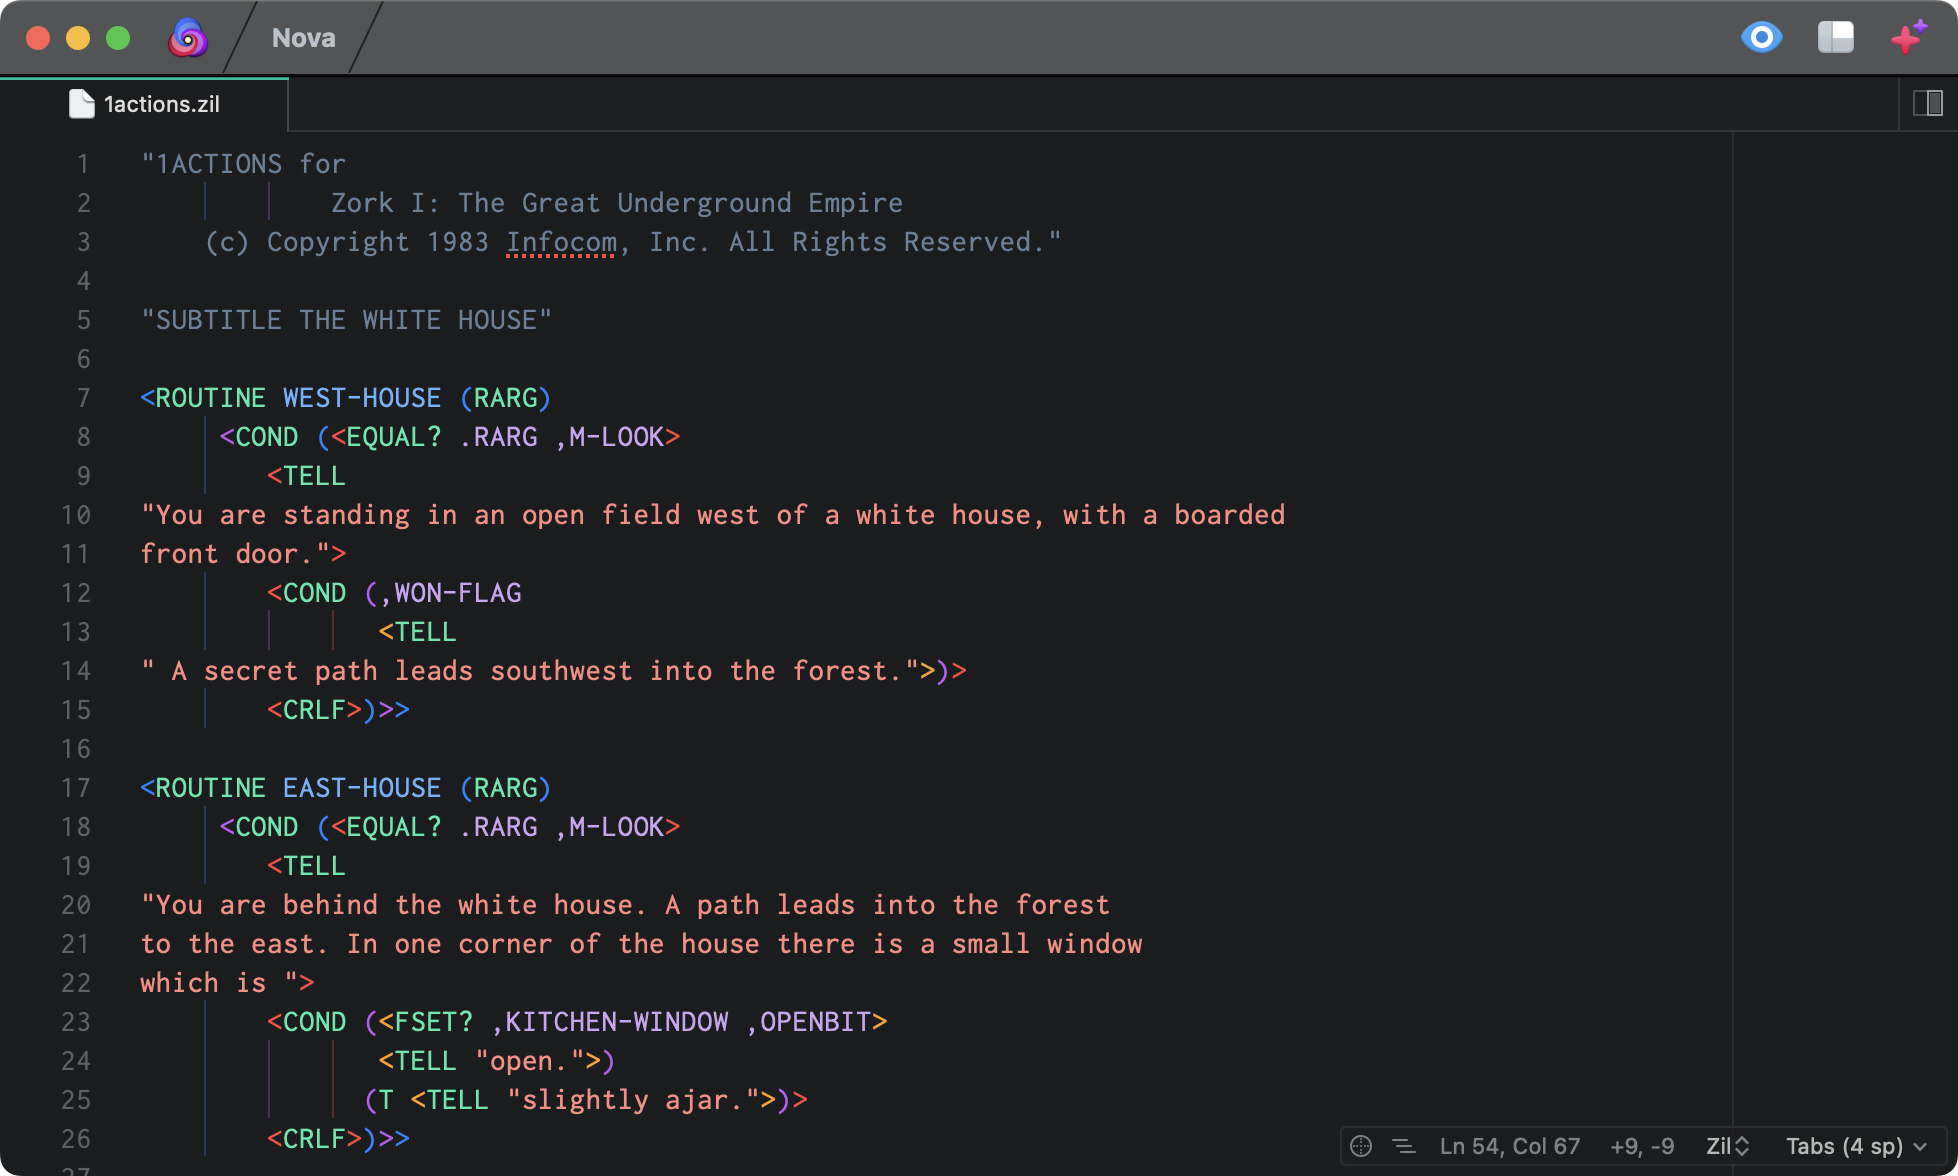 Nova
1actions.zil
1 "1ACTIONS for
2 Zork I: The Great Underground Empire
3 (c) Copyright 1983 Infocom, Inc. All Rights Reserved."
4
5 "SUBTITLE THE WHITE HOUSE"
6
7 <ROUTINE WEST-HOUSE (RARG)
8 <COND (<EQUAL? .RARG ,M-LOOK>
9 <TELL
10 "You are standing in an open field west of a white house, with a boarded
11 front door.">
12 <COND (,WON-FLAG
13 <TELL
14 " A secret path leads southwest into the forest.">)>
15 <CRLF>)>>
16
17 <ROUTINE EAST-HOUSE (RARG)
18 <COND (<EQUAL? .RARG ,M-LOOK>
19 <TELL
20 "You are behind the white house. A path leads into the forest
21 to the east. In one corner of the house there is a small window
22 which is ">
23 <COND (<FSET? ,KITCHEN-WINDOW ,OPENBIT>
24 <TELL "open.">)
25 (T <TELL "slightly ajar.">)>
26 <CRLF>)>>
27
Ln 54, Col 67 +9, -9 Zil Tabs (4 sp)